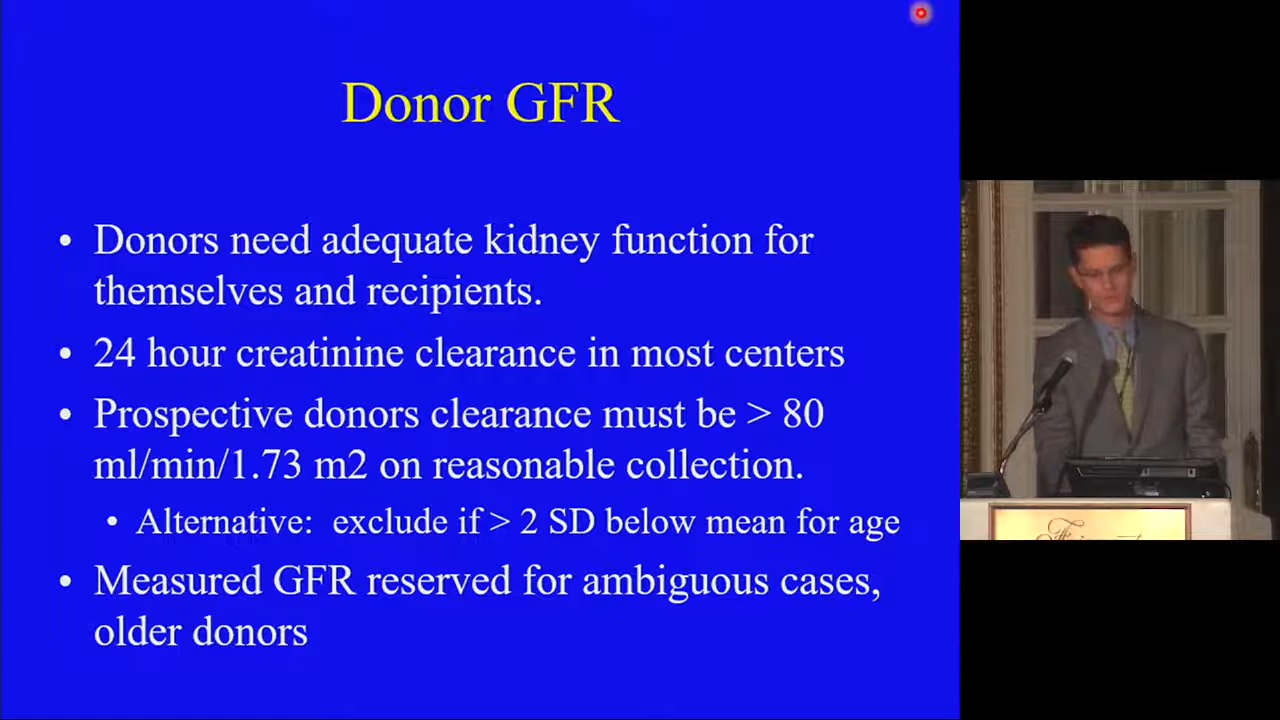 Donor GFR
• Donors need adequate kidney function for
themselves and recipients.
• 24 hour creatinine clearance in most centers
• Prospective donors clearance must be > 80
ml/min/1.73 m2 on reasonable collection.
• Alternative: exclude if > 2 SD below mean for age
• Measured GFR reserved for ambiguous cases,
older donors